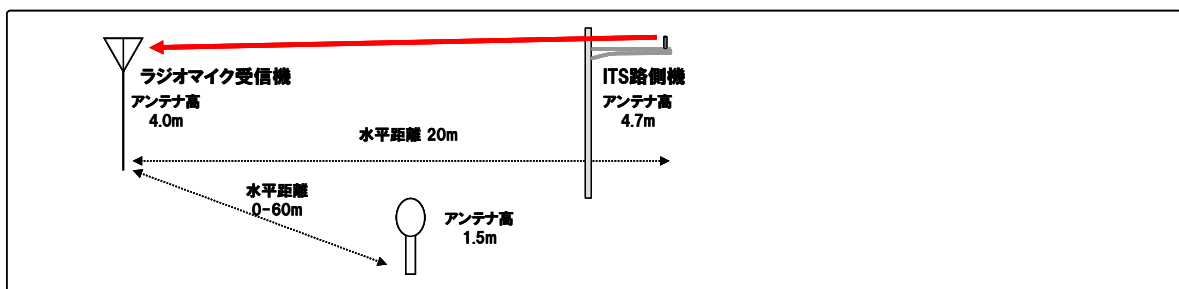 ラジオマイク受信機
アンテナ高
4.0m
ITS路側機
アンテナ高
4.7m
水平距離 20m
水平距離
0-60m
アンテナ高
1.5m